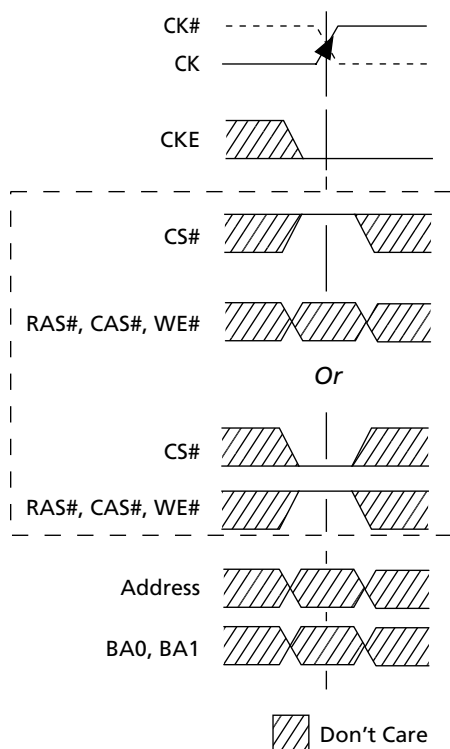 CK#
CK
CKE
CS#
RAS#, CAS#, WE#
Or
CS#
RAS#, CAS#, WE#
Address
BA0, BA1
Don't Care